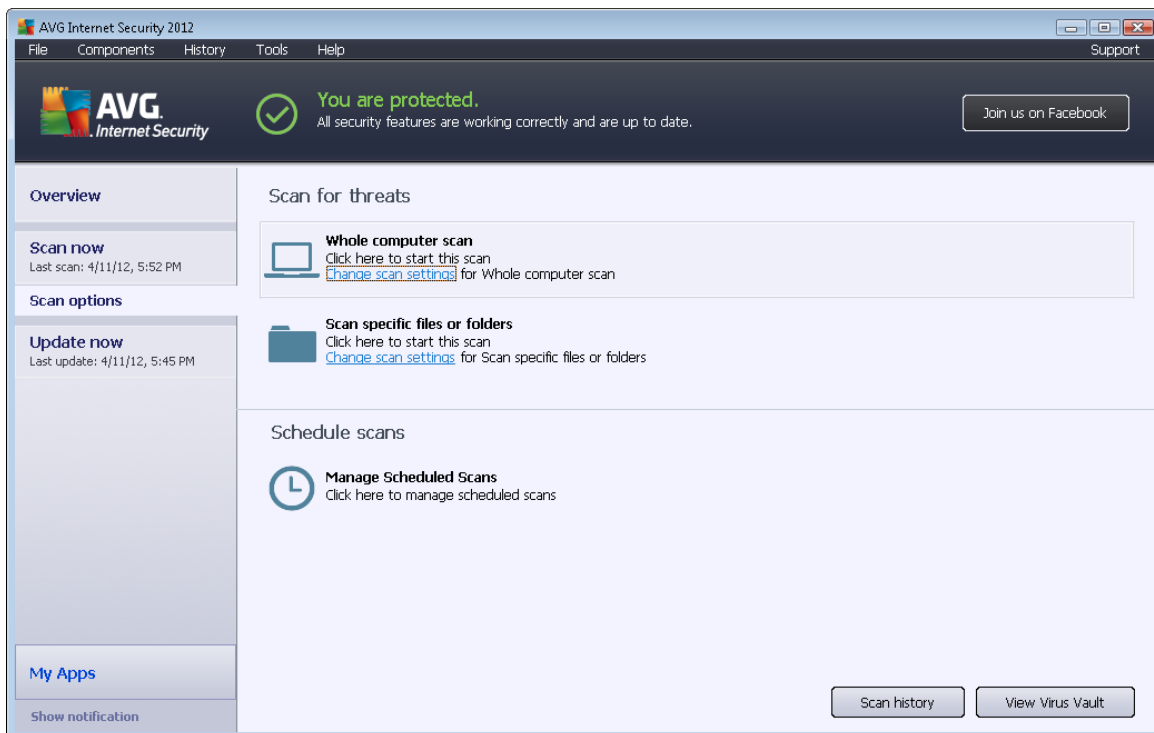 AVG Internet Security 2012
File Components History Tools Help Support
AVG.
Internet Security
You are protected.
All security features are working correctly and are up to date.
Join us on Facebook
Overview
Scan now
Last scan: 4/11/12, 5:52 PM
Scan options
Update now
Last update: 4/11/12, 5:45 PM
My Apps
Show notification
Scan for threats
Whole computer scan
Click here to start this scan
Change scan settings for Whole computer scan
Scan specific files or folders
Click here to start this scan
Change scan settings for Scan specific files or folders
Schedule scans
Manage Scheduled Scans
Click here to manage scheduled scans
Scan history
View Virus Vault